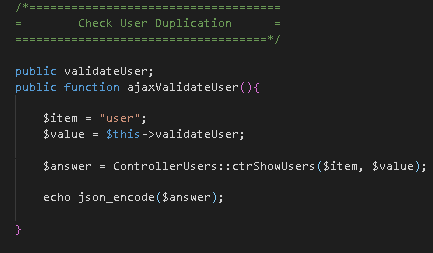 /*=====================================
=        Check User Duplication      =
=====================================*/
public validateUser;
public function ajaxValidateUser(){
$item = "user";
$value = $this->validateUser;
$answer = ControllerUsers::ctrShowUsers($item, $value);
echo json_encode($answer);
}